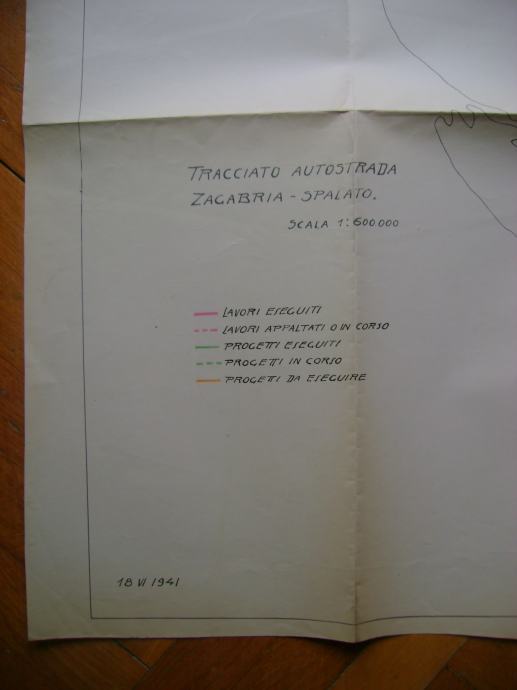 TRACCIATO AUTOSTRADA
ZAGABRIA - SPALATO.
SCALA 1:600.000
LAVORI ESEGUITI
LAVORI APPALTATI O IN CORSO
PROGETTI ESEGUITI
PROGETTI IN CORSO
PROGETTI DA ESEGUIRE
18 VI 1941